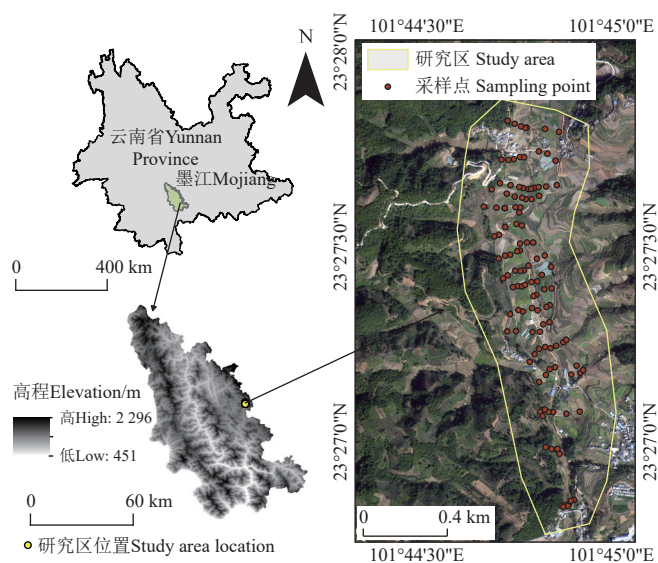 N
云南省Yunnan
Province
墨江Mojiang
0 400 km
高程Elevation/m
高High: 2 296
低Low: 451
0 60 km
研究区位置Study area location
101°44'30"E 101°45'0"E
23°28'0"N
23°27'30"N
23°27'0"N
研究区 Study area
采样点 Sampling point
0 0.4 km
23°28'0"N
23°27'30"N
23°27'0"N
101°44'30"E 101°45'0"E